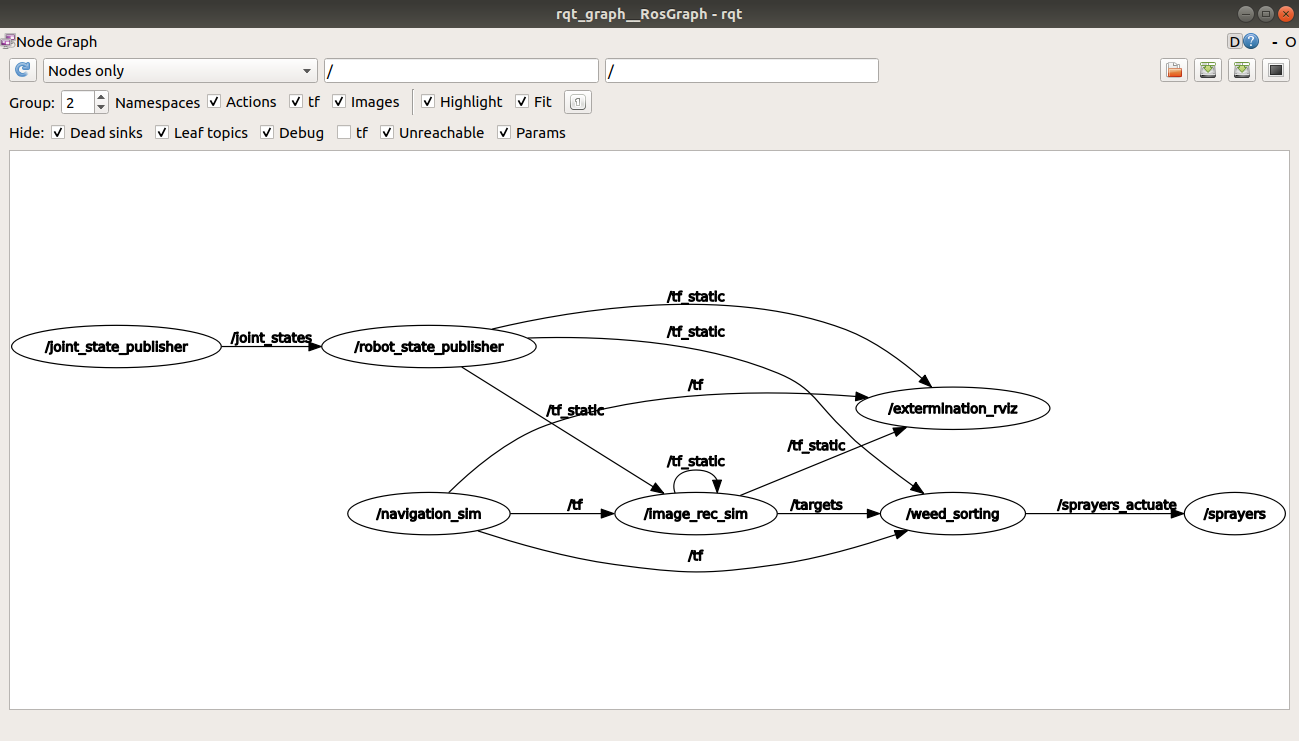 rqt_graph__RosGraph - rqt
Node Graph D ? - O
Nodes only / /
Group: 2 Namespaces Actions tf Images Highlight Fit
Hide: Dead sinks Leaf topics Debug tf Unreachable Params
/tf_static
/tf_static
/joint_state_publisher /joint_states /robot_state_publisher
/tf
/tf_static /extermination_rviz
/tf_static
/tf_static
/navigation_sim /tf /image_rec_sim /targets /weed_sorting /sprayers_actuate /sprayers
/tf